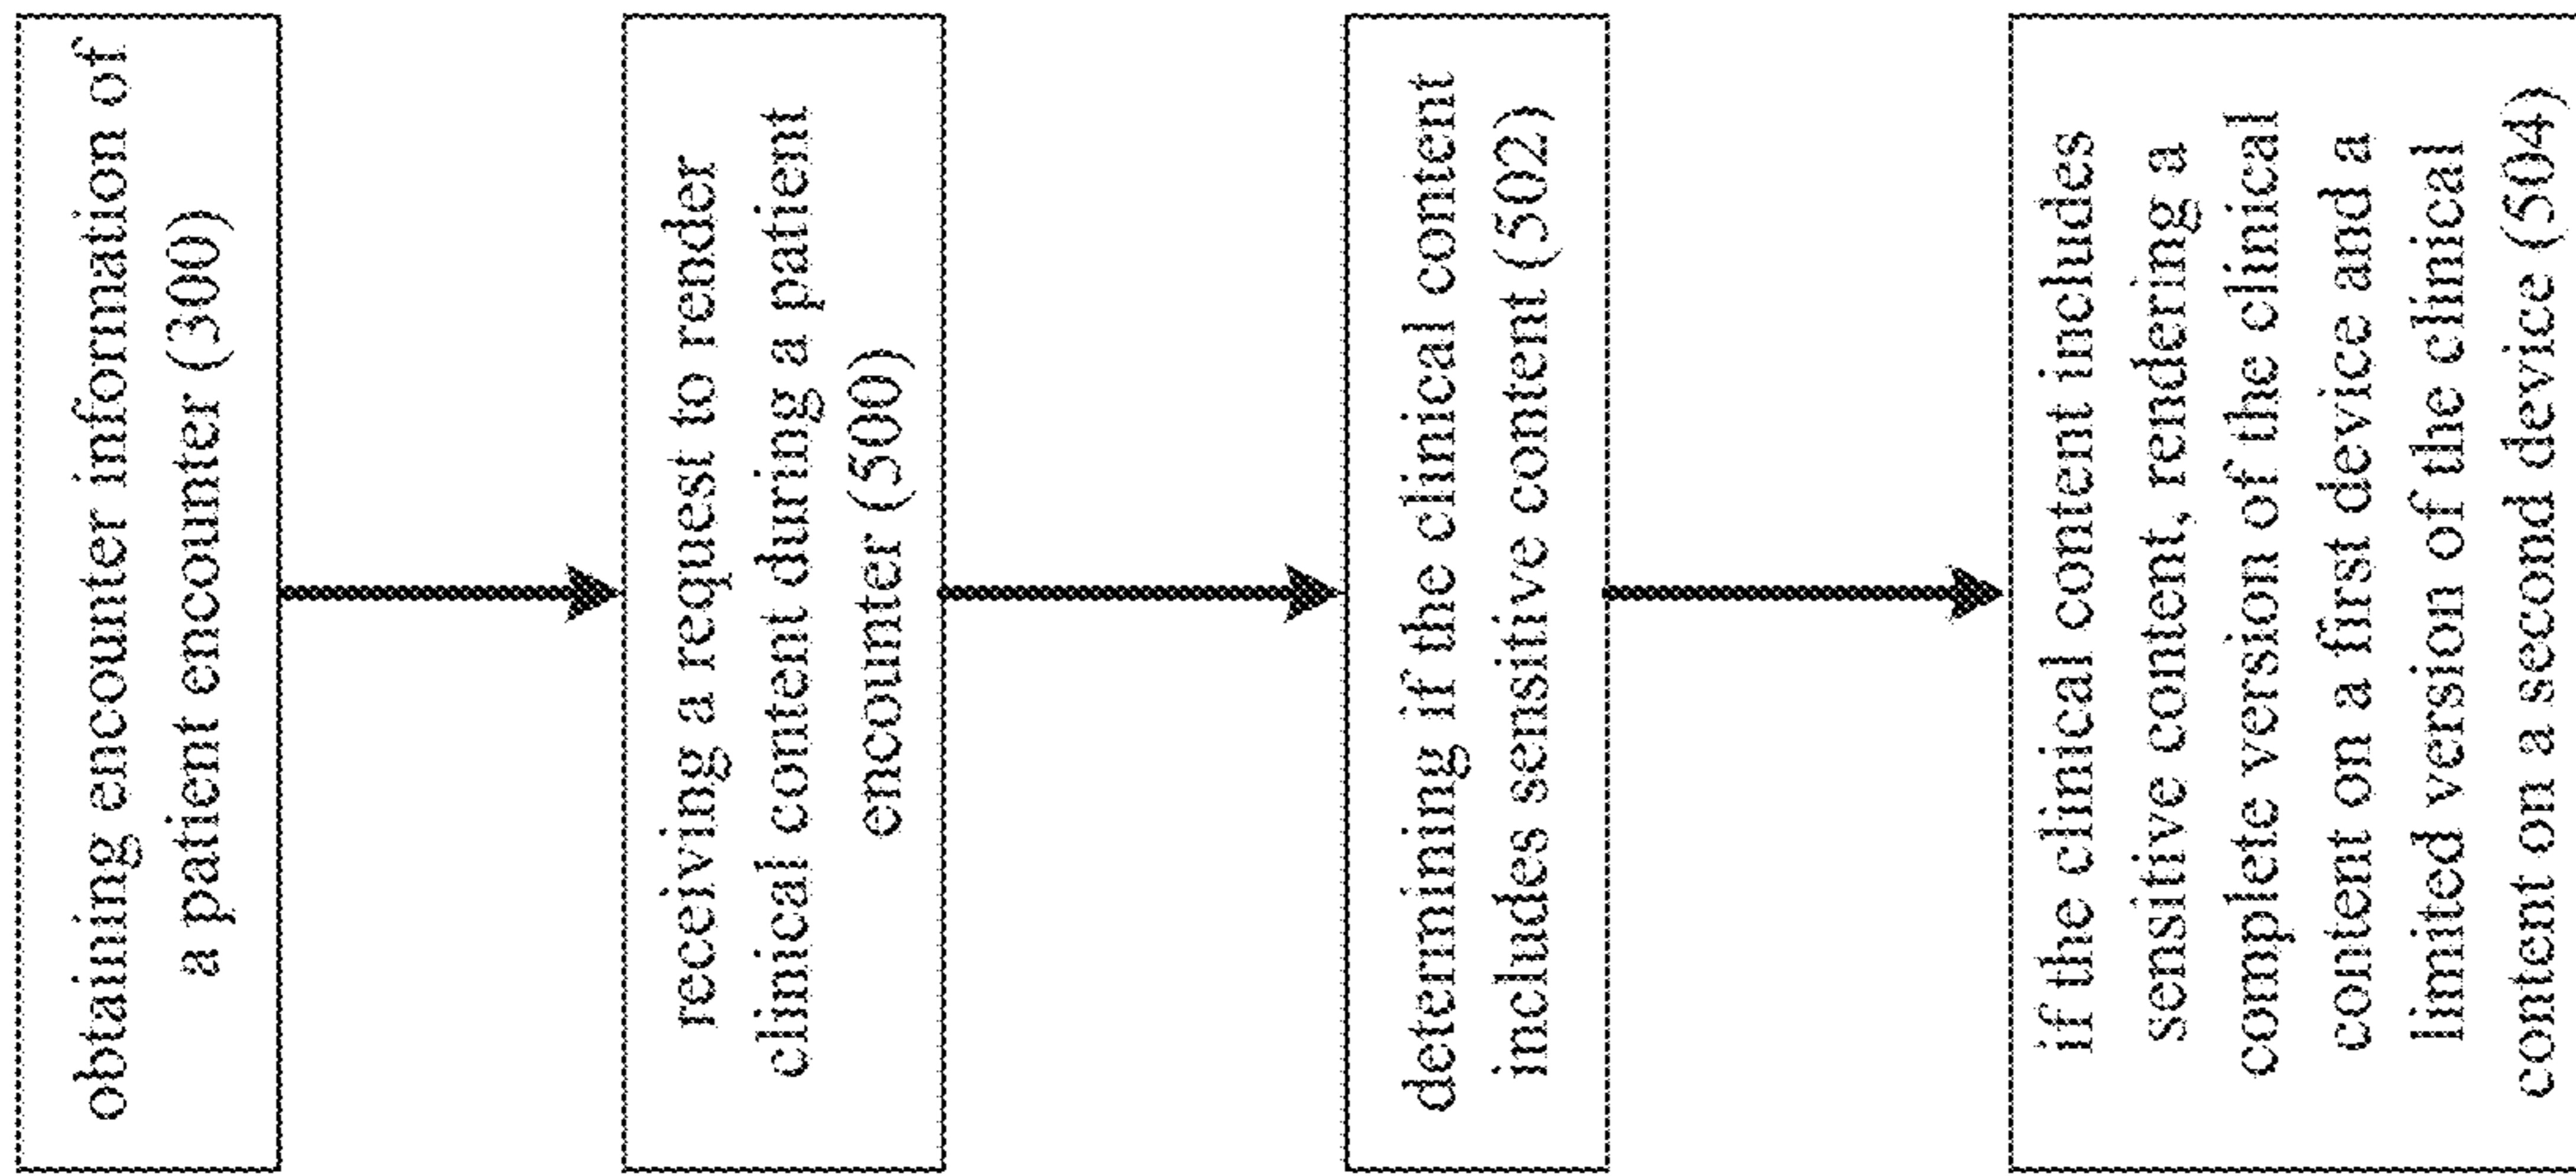 obtaining encounter information of
a patient encounter (300)
receiving a request to render
clinical content during a patient
encounter (500)
determining if the clinical content
includes sensitive content (502)
if the clinical content includes
sensitive content, rendering a
complete version of the clinical
content on a first device and a
limited version of the clinical
content on a second device (504)